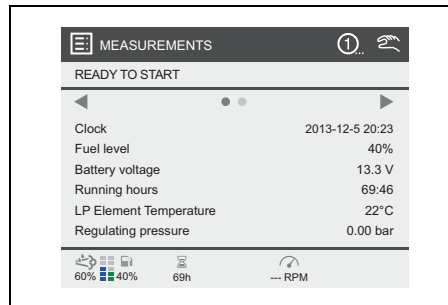 MEASUREMENTS 1...
READY TO START
Clock 2013-12-5 20:23
Fuel level 40%
Battery voltage 13.3 V
Running hours 69:46
LP Element Temperature 22°C
Regulating pressure 0.00 bar
60% 40% 69h --- RPM